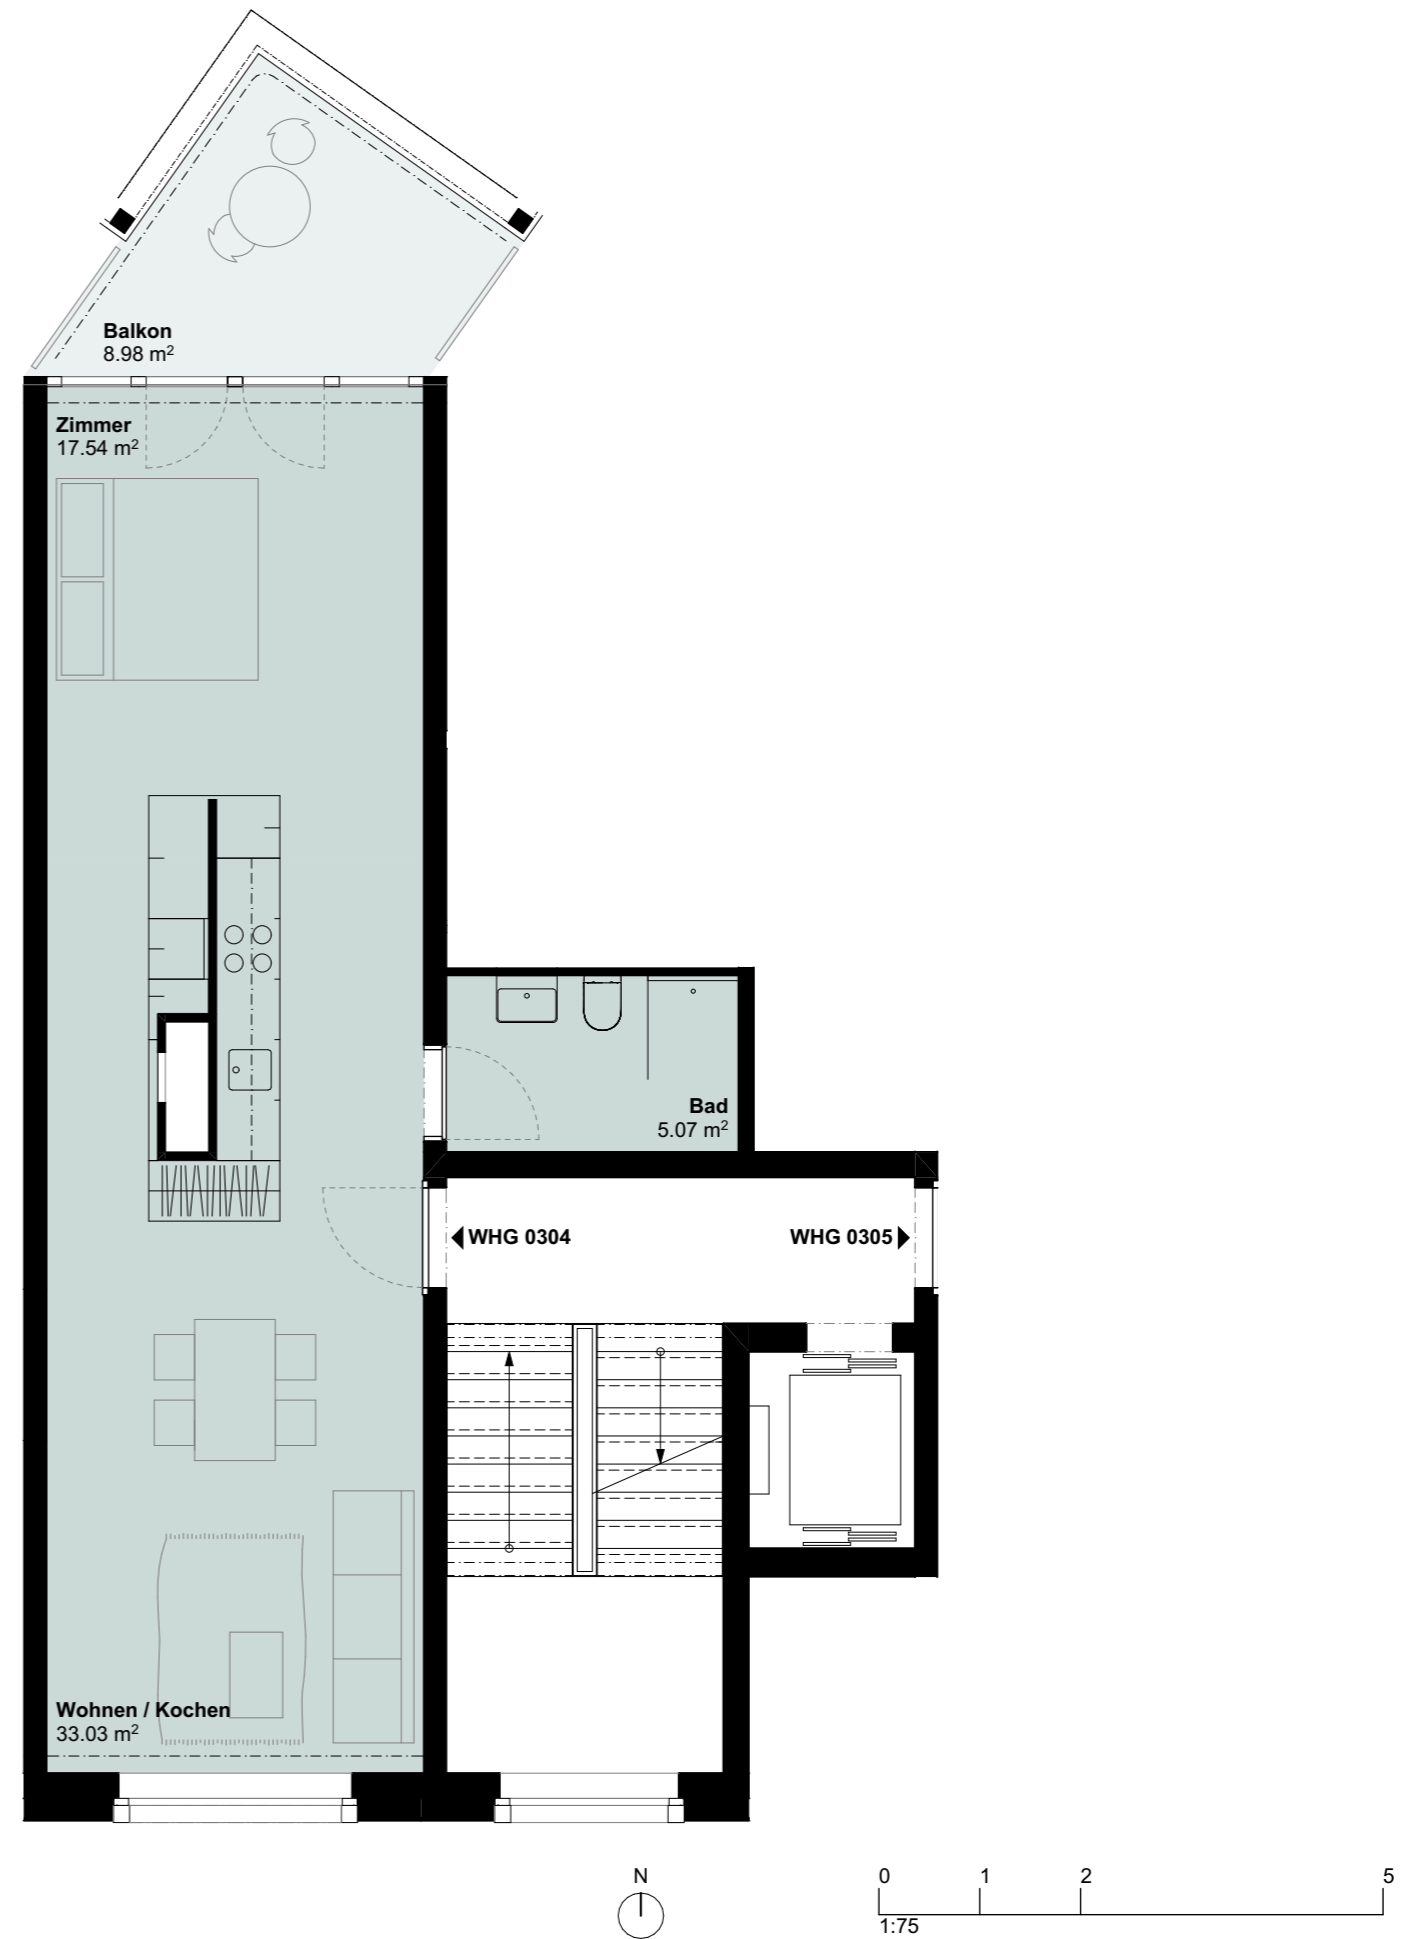 Balkon
8.98 m²
Zimmer
17.54 m²
Bad
5.07 m²
WHG 0304
WHG 0305
Wohnen / Kochen
33.03 m²
N
0 1 2 5
1:75